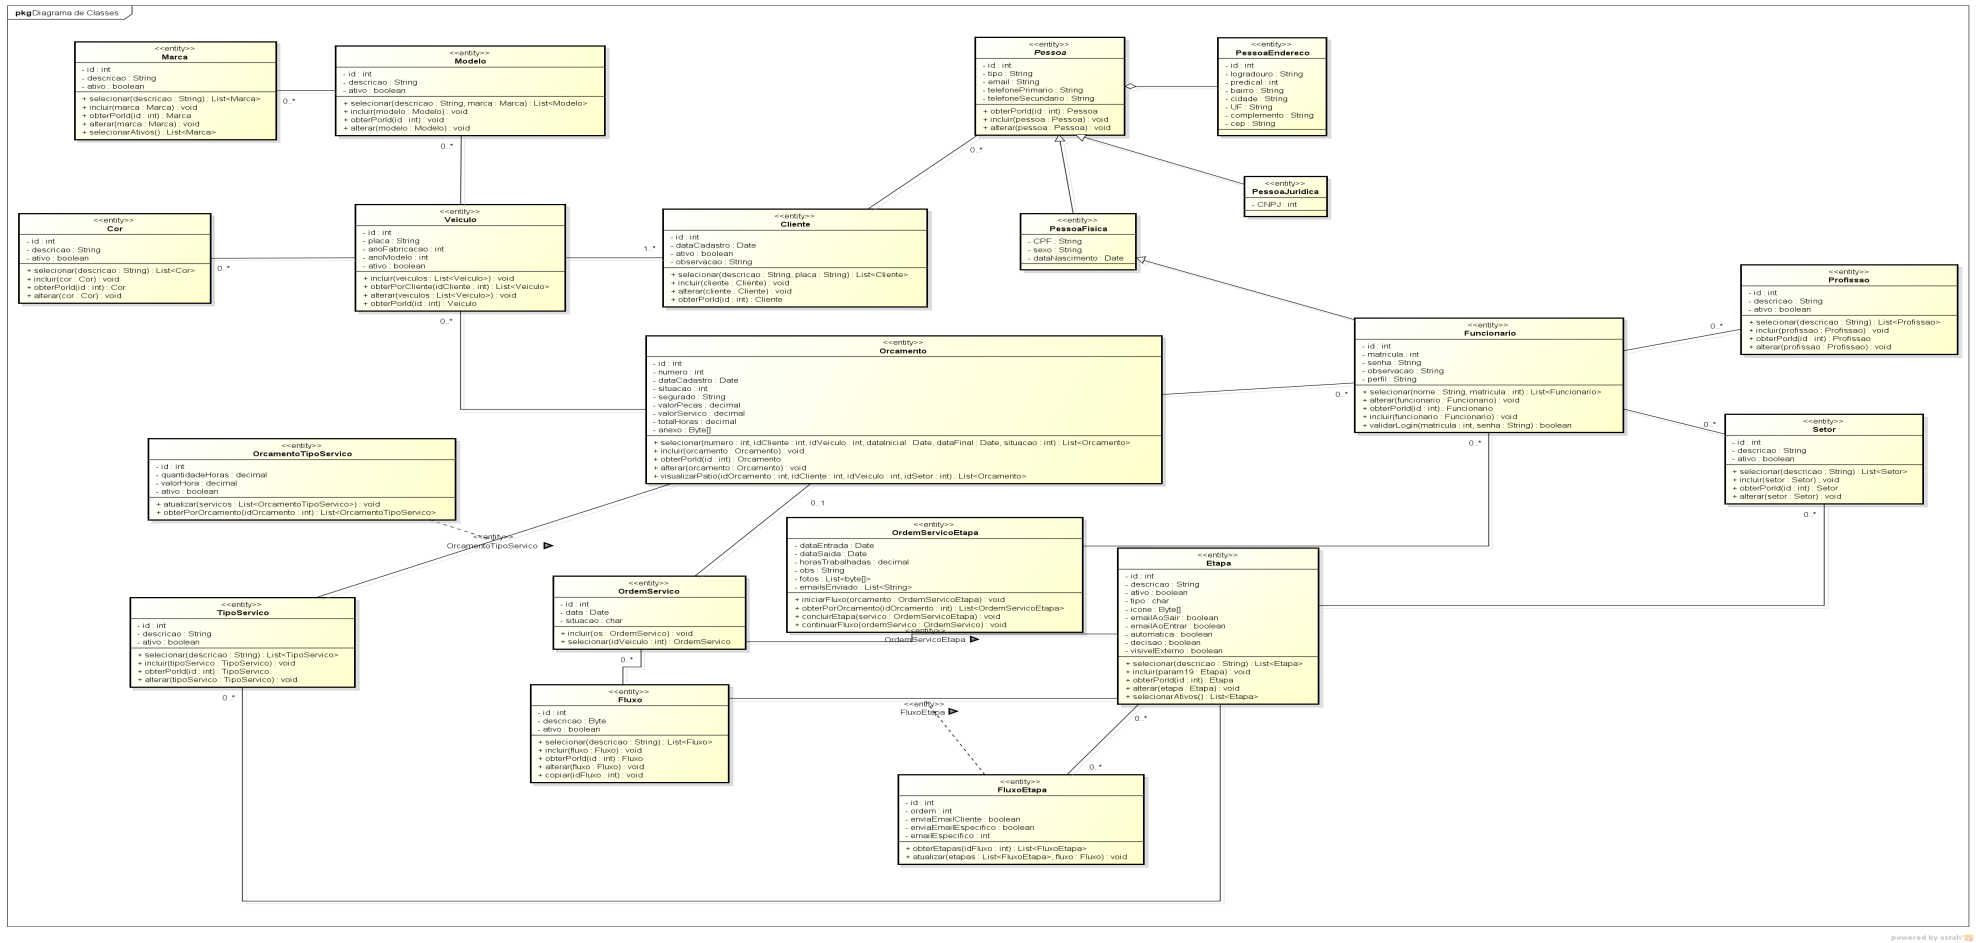 pkg Diagrama de Classes
<<entity>>
Marca
- id : int
- descricao : String
- ativo : boolean
+ selecionar(descricao : String) : List<Marca>
+ incluir(marca : Marca) : void
+ obterPorId(id : int) : Marca
+ alterar(marca : Marca) : void
+ selecionarAtivos() : List<Marca>
0..*
<<entity>>
Modelo
- id : int
- descricao : String
- ativo : boolean
+ selecionar(descricao : String, marca : Marca) : List<Modelo>
+ incluir(modelo : Modelo) : void
+ obterPorId(id : int) : void
+ alterar(modelo : Modelo) : void
0..*
<<entity>>
Pessoa
- id : int
- tipo : String
- email : String
- telefonePrimario : String
- telefoneSecundario : String
+ obterPorId(id : int) : Pessoa
+ incluir(pessoa : Pessoa) : void
+ alterar(pessoa : Pessoa) : void
0..*
<<entity>>
PessoaEndereco
- id : int
- logradouro : String
- predical : int
- bairro : String
- cidade : String
- UF : String
- complemento : String
- cep : String
<<entity>>
PessoaJuridica
- CNPJ : int
<<entity>>
Cor
- id : int
- descricao : String
- ativo : boolean
+ selecionar(descricao : String) : List<Cor>
+ incluir(cor : Cor) : void
+ obterPorId(id : int) : Cor
+ alterar(cor : Cor) : void
0..*
<<entity>>
Veiculo
- id : int
- placa : String
- anoFabricacao : int
- anoModelo : int
- ativo : boolean
+ incluir(veiculos : List<Veiculo>) : void
+ obterPorCliente(idCliente : int) : List<Veiculo>
+ alterar(veiculos : List<Veiculo>) : void
+ obterPorId(id : int) : Veiculo
0..*
1..*
<<entity>>
Cliente
- id : int
- dataCadastro : Date
- ativo : boolean
- observacao : String
+ selecionar(descricao : String, placa : String) : List<Cliente>
+ incluir(cliente : Cliente) : void
+ alterar(cliente : Cliente) : void
+ obterPorId(id : int) : Cliente
<<entity>>
PessoaFisica
- CPF : String
- sexo : String
- dataNascimento : Date
<<entity>>
Profissao
- id : int
- descricao : String
- ativo : boolean
+ selecionar(descricao : String) : List<Profissao>
+ incluir(profissao : Profissao) : void
+ obterPorId(id : int) : Profissao
+ alterar(profissao : Profissao) : void
0..*
<<entity>>
Funcionario
- id : int
- matricula : int
- senha : String
- observacao : String
- perfil : String
+ selecionar(nome : String, matricula : int) : List<Funcionario>
+ alterar(funcionario : Funcionario) : void
+ obterPorId(id : int) : Funcionario
+ incluir(funcionario : Funcionario) : void
+ validarLogin(matricula : int, senha : String) : boolean
0..*
0..*
<<entity>>
Orcamento
- id : int
- numero : int
- dataCadastro : Date
- situacao : int
- segurado : String
- valorPecas : decimal
- valorServico : decimal
- totalHoras : decimal
- anexo : Byte[]
+ selecionar(numero : int, idCliente : int, idVeiculo : int, dataInicial : Date, dataFinal : Date, situacao : int) : List<Orcamento>
+ incluir(orcamento : Orcamento) : void
+ obterPorId(id : int) : Orcamento
+ alterar(orcamento : Orcamento) : void
+ visualizarPatio(idOrcamento : int, idCliente : int, idVeiculo : int, idSetor : int) : List<Orcamento>
0..1
0..*
<<entity>>
Setor
- id : int
- descricao : String
- ativo : boolean
+ selecionar(descricao : String) : List<Setor>
+ incluir(setor : Setor) : void
+ obterPorId(id : int) : Setor
+ alterar(setor : Setor) : void
0..*
<<entity>>
OrcamentoTipoServico
- id : int
- quantidadeHoras : decimal
- valorHora : decimal
- ativo : boolean
+ atualizar(servicos : List<OrcamentoTipoServico>) : void
+ obterPorOrcamento(idOrcamento : int) : List<OrcamentoTipoServico>
<<entity>>
OrcamentoTipoServico
<<entity>>
OrdemServicoEtapa
- dataEntrada : Date
- dataSaida : Date
- horasTrabalhadas : decimal
- obs : String
- fotos : List<byte[]>
- emailsEnviado : List<String>
+ iniciarFluxo(orcamento : OrdemServicoEtapa) : void
+ obterPorOrcamento(idOrcamento : int) : List<OrdemServicoEtapa>
+ concluirEtapa(servico : OrdemServicoEtapa) : void
+ continuarFluxo(ordemServico : OrdemServico) : void
<<entity>>
OrdemServicoEtapa
<<entity>>
Etapa
- id : int
- descricao : String
- ativo : boolean
- tipo : char
- icone : Byte[]
- emailAoSair : boolean
- emailAoEntrar : boolean
- automatica : boolean
- decisao : boolean
- visivelExterno : boolean
+ selecionar(descricao : String) : List<Etapa>
+ incluir(param19 : Etapa) : void
+ obterPorId(id : int) : Etapa
+ alterar(etapa : Etapa) : void
+ selecionarAtivos() : List<Etapa>
0..*
<<entity>>
OrdemServico
- id : int
- data : Date
- situacao : char
+ incluir(os : OrdemServico) : void
+ selecionar(idVeiculo : int) : OrdemServico
0..*
<<entity>>
TipoServico
- id : int
- descricao : String
- ativo : boolean
+ selecionar(descricao : String) : List<TipoServico>
+ incluir(tipoServico : TipoServico) : void
+ obterPorId(id : int) : TipoServico
+ alterar(tipoServico : TipoServico) : void
0..*
<<entity>>
Fluxo
- id : int
- descricao : Byte
- ativo : boolean
+ selecionar(descricao : String) : List<Fluxo>
+ incluir(fluxo : Fluxo) : void
+ obterPorId(id : int) : Fluxo
+ alterar(fluxo : Fluxo) : void
+ copiar(idFluxo : int) : void
<<entity>>
FluxoEtapa
0..*
<<entity>>
FluxoEtapa
- id : int
- ordem : int
- enviaEmailCliente : boolean
- enviaEmailEspecifico : boolean
- emailEspecifico : int
+ obterEtapas(idFluxo : int) : List<FluxoEtapa>
+ atualizar(etapas : List<FluxoEtapa>, fluxo : Fluxo) : void
powered by astah*